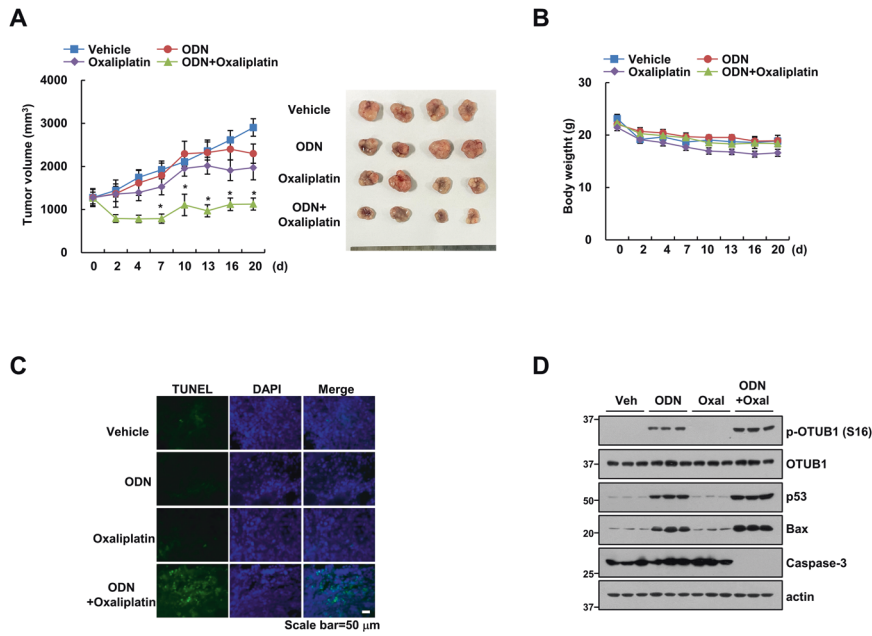 A
Vehicle ODN
Oxaliplatin ODN+Oxaliplatin
Tumor volume (mm³)
4000
3000
2000
1000
0
0 2 4 7 10 13 16 20 (d)
* * * * *
Vehicle
ODN
Oxaliplatin
ODN+
Oxaliplatin
B
Vehicle ODN
Oxaliplatin ODN+Oxaliplatin
Body weigtht (g)
30
20
10
0
0 2 4 7 10 13 16 20 (d)
C
TUNEL DAPI Merge
Vehicle
ODN
Oxaliplatin
ODN
+Oxaliplatin
Scale bar=50 μm
D
Veh ODN Oxal ODN
+Oxal
37 p-OTUB1 (S16)
37 OTUB1
50 p53
20 Bax
25 Caspase-3
37 actin